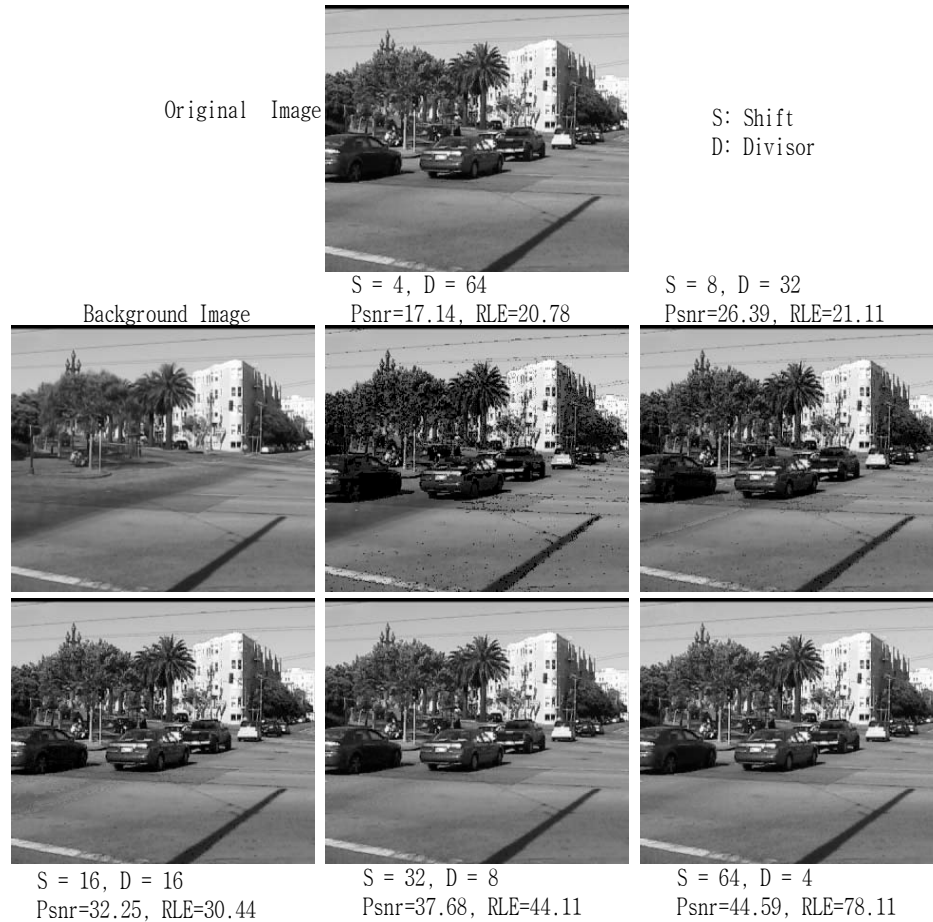 Original Image
S: Shift
D: Divisor
S = 4, D = 64
Psnr=17.14, RLE=20.78
S = 8, D = 32
Psnr=26.39, RLE=21.11
Background Image
S = 16, D = 16
Psnr=32.25, RLE=30.44
S = 32, D = 8
Psnr=37.68, RLE=44.11
S = 64, D = 4
Psnr=44.59, RLE=78.11